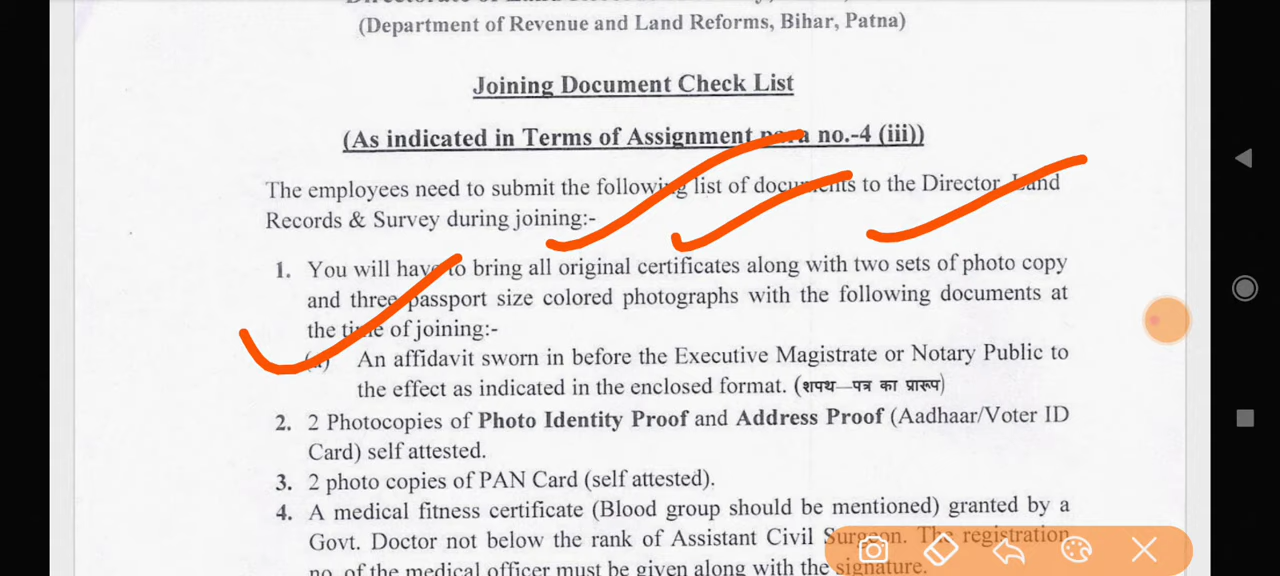 (Department of Revenue and Land Reforms, Bihar, Patna)
Joining Document Check List
(As indicated in Terms of Assignment para no.-4 (iii))
The employees need to submit the following list of documents to the Director, Land
Records & Survey during joining:-
1. You will have to bring all original certificates along with two sets of photo copy
and three passport size colored photographs with the following documents at
the time of joining:-
An affidavit sworn in before the Executive Magistrate or Notary Public to
the effect as indicated in the enclosed format. (शपथ—पत्र का प्रारूप)
2. 2 Photocopies of Photo Identity Proof and Address Proof (Aadhaar/Voter ID
Card) self attested.
3. 2 photo copies of PAN Card (self attested).
4. A medical fitness certificate (Blood group should be mentioned) granted by a
Govt. Doctor not below the rank of Assistant Civil Surgeon. The registration
no. of the medical officer must be given along with the signature.